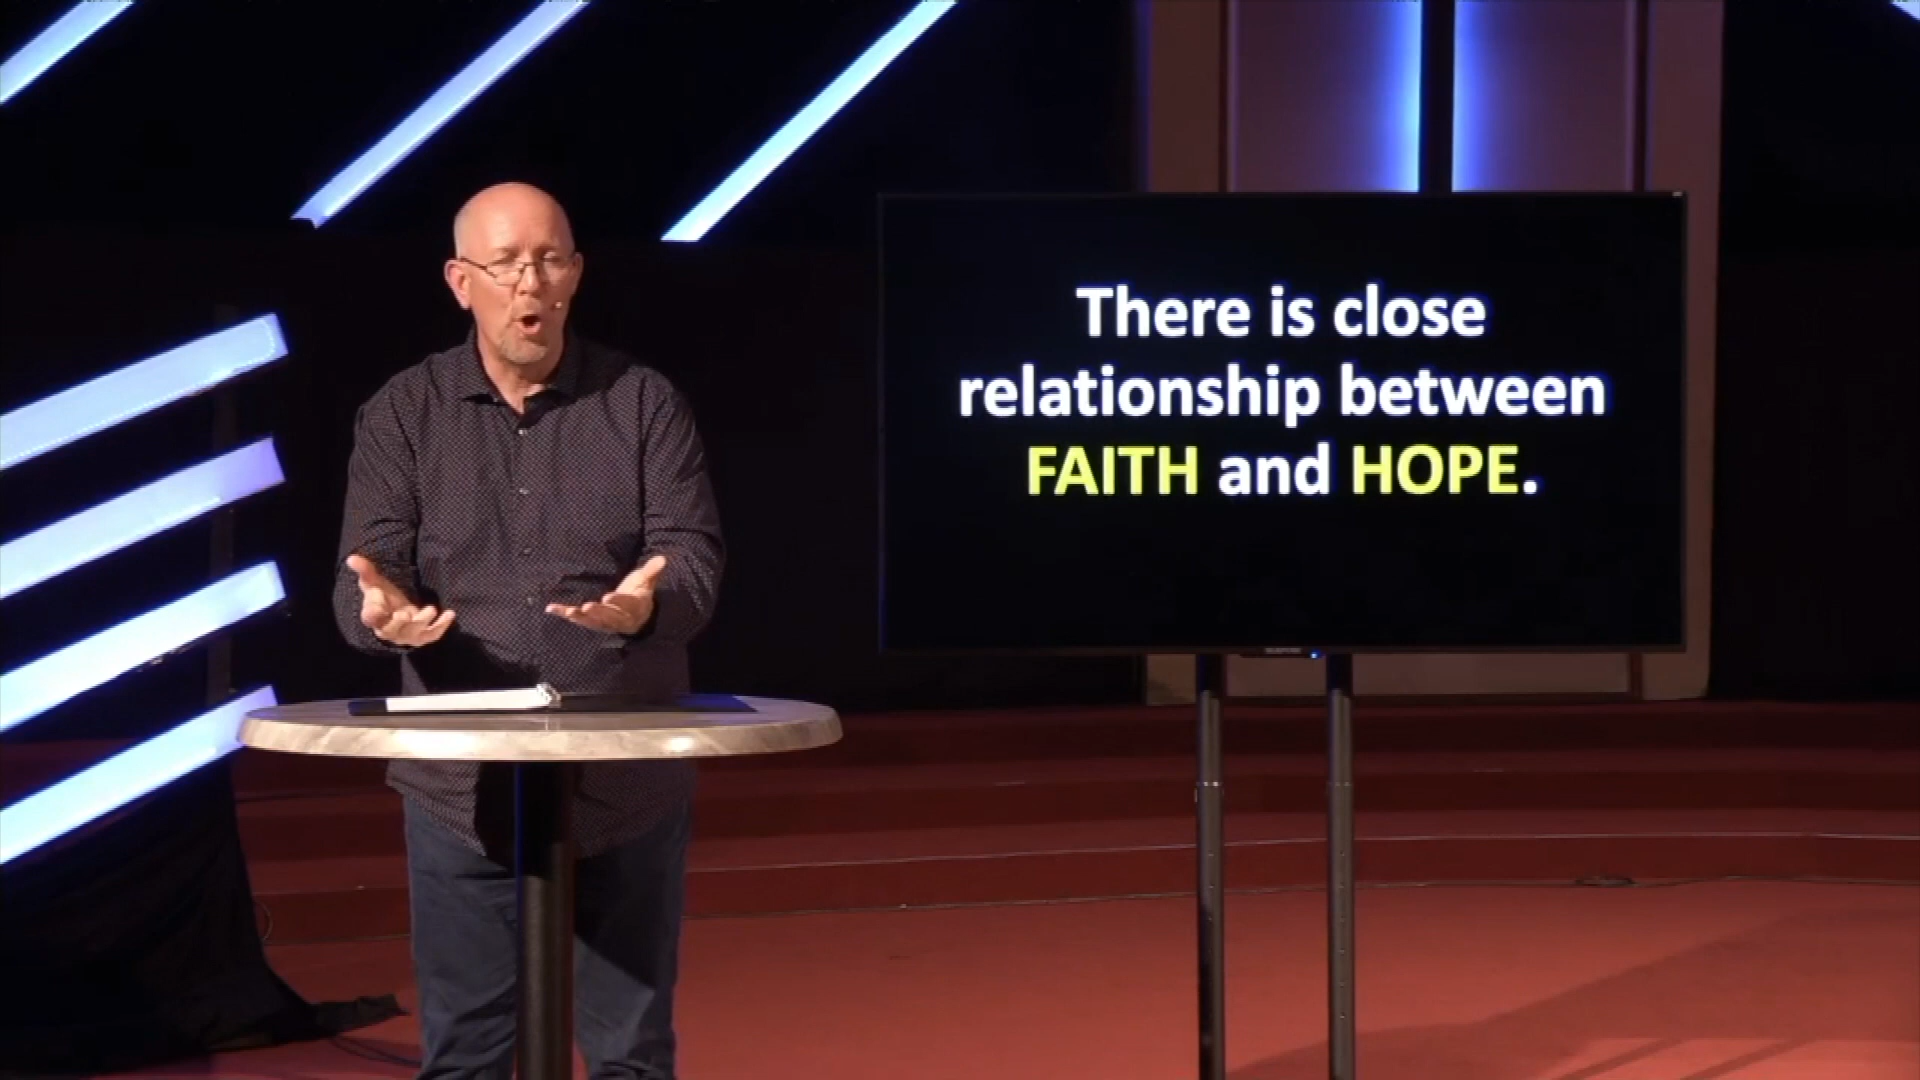 There is close
relationship between
FAITH and HOPE.